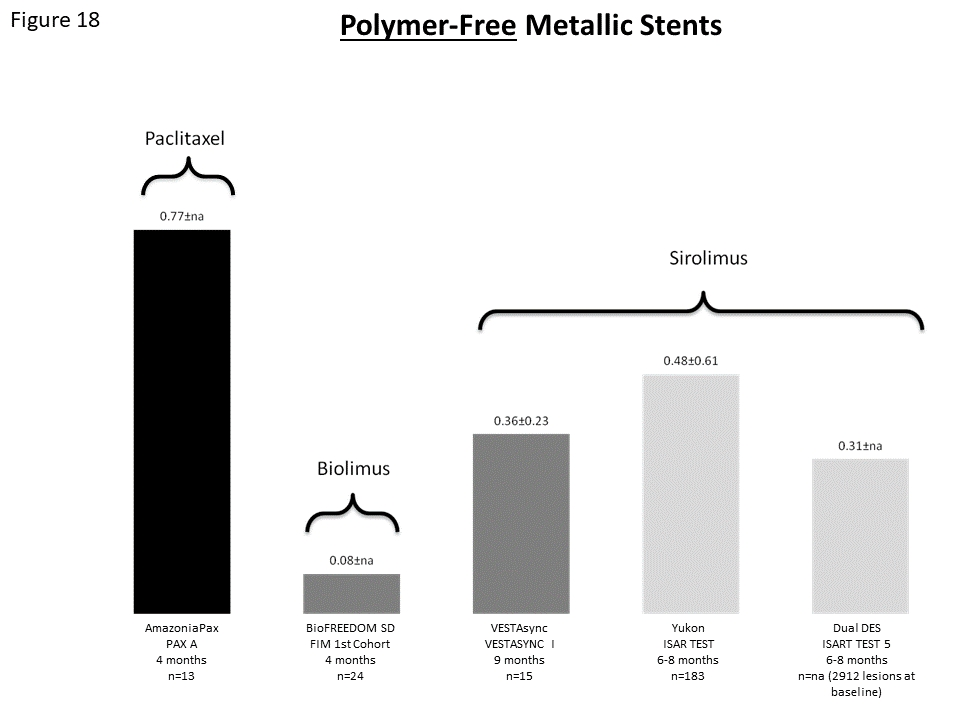 Figure 18
Polymer-Free Metallic Stents
Paclitaxel
0.77±na
Biolimus
0.08±na
Sirolimus
0.36±0.23
0.48±0.61
0.31±na
AmazoniaPax
PAX A
4 months
n=13
BioFREEDOM SD
FIM 1st Cohort
4 months
n=24
VESTAsync
VESTASYNC I
9 months
n=15
Yukon
ISAR TEST
6-8 months
n=183
Dual DES
ISART TEST 5
6-8 months
n=na (2912 lesions at
baseline)